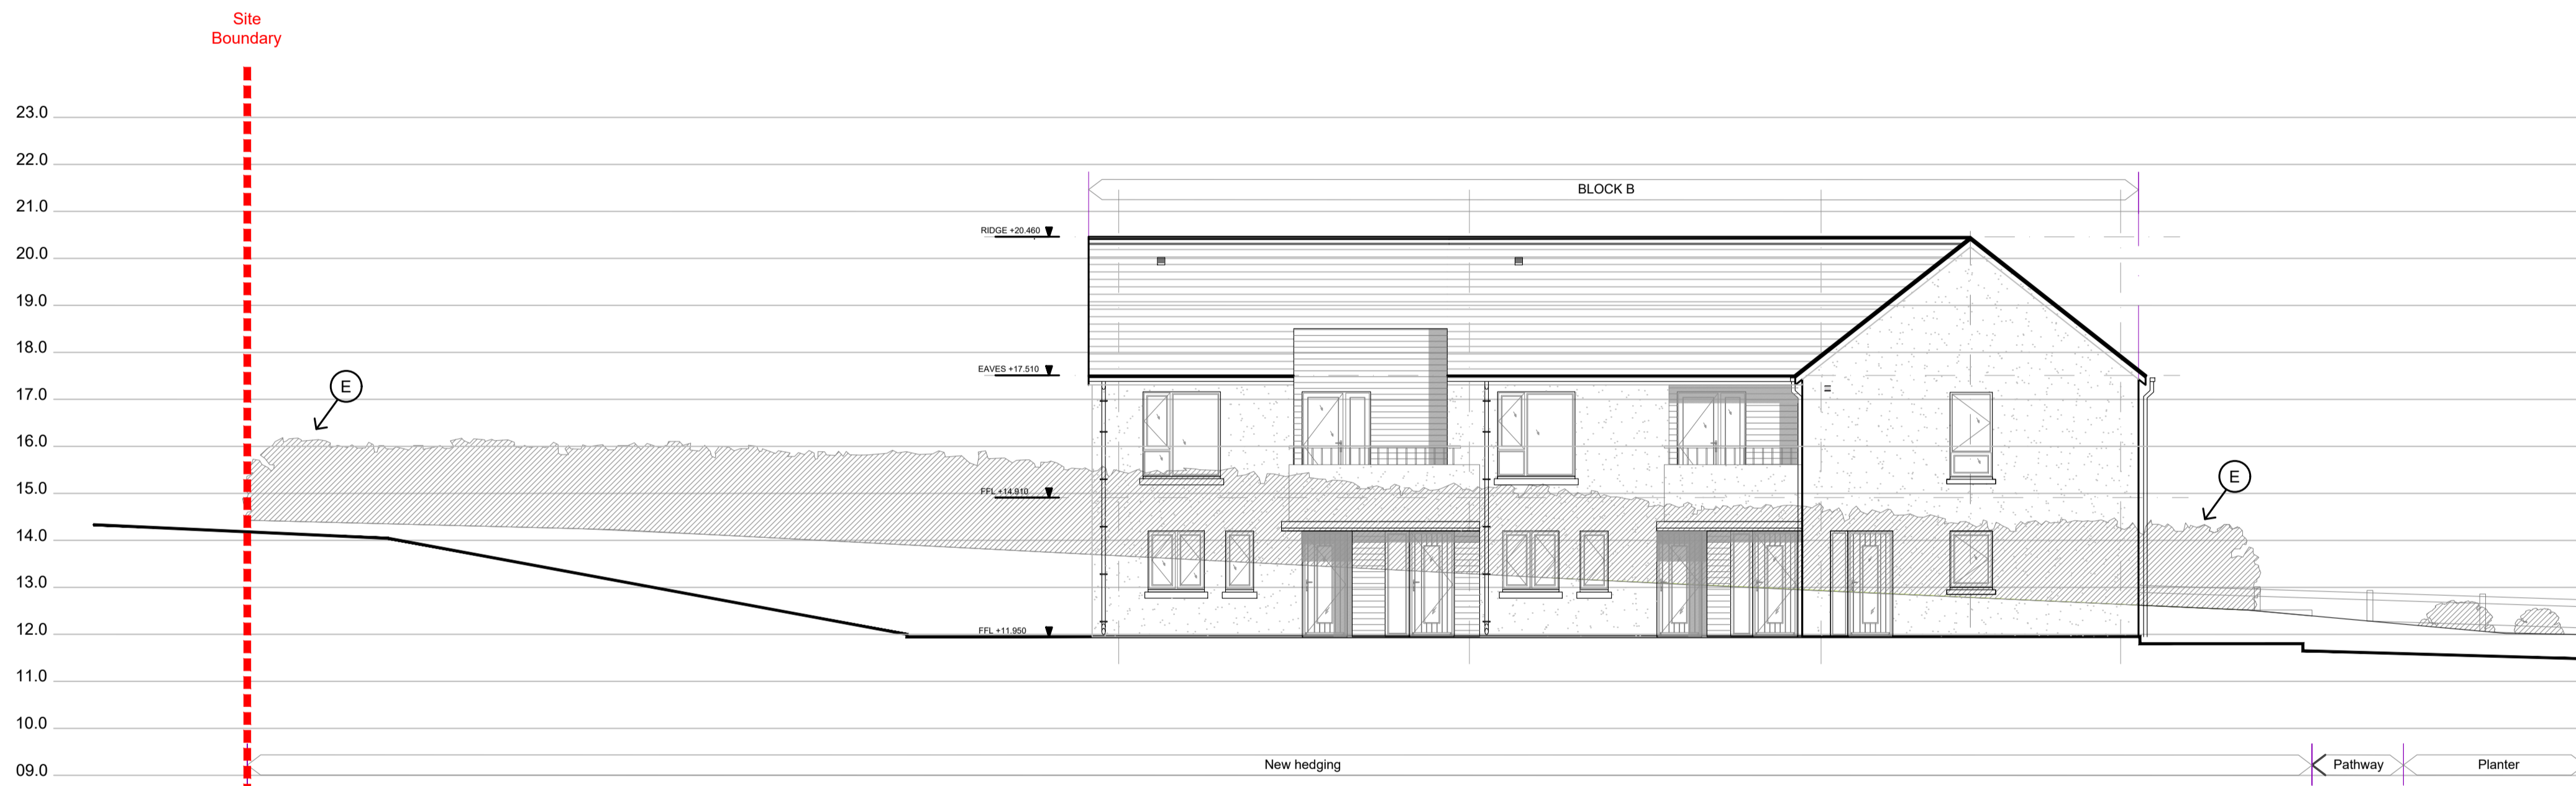 Site
Boundary
23.0
22.0
BLOCK B
21.0
RIDGE +20.460
20.0
19.0
18.0
EAVES +17.510
17.0
E
16.0
15.0
FFL +14.910
E
14.0
13.0
12.0
FFL +11.950
11.0
10.0
09.0
New hedging
Pathway
Planter